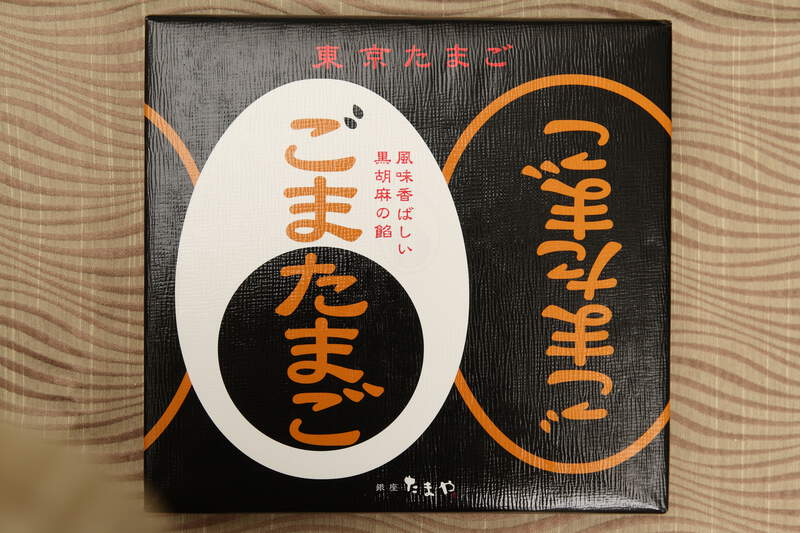 東京たまご
ごまたまご
風味香ばしい
黒胡麻の餡
ごまたまご
銀座たまや